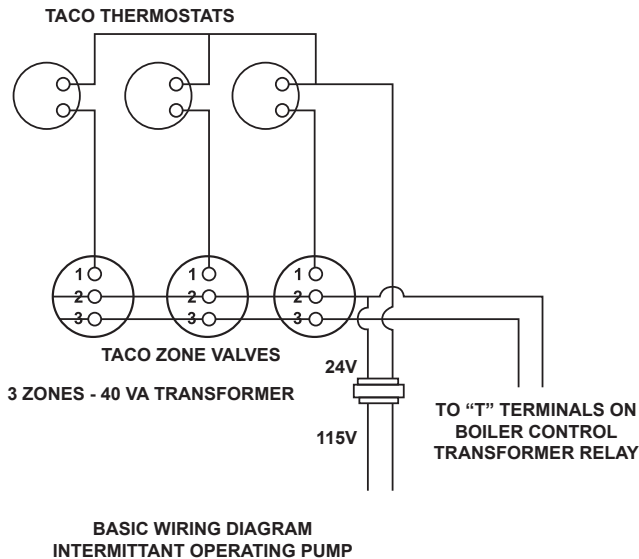 TACO THERMOSTATS
1 1 1
2 2 2
3 3 3
TACO ZONE VALVES
24V
3 ZONES - 40 VA TRANSFORMER
TO “T” TERMINALS ON
BOILER CONTROL
TRANSFORMER RELAY
115V
BASIC WIRING DIAGRAM
INTERMITTANT OPERATING PUMP